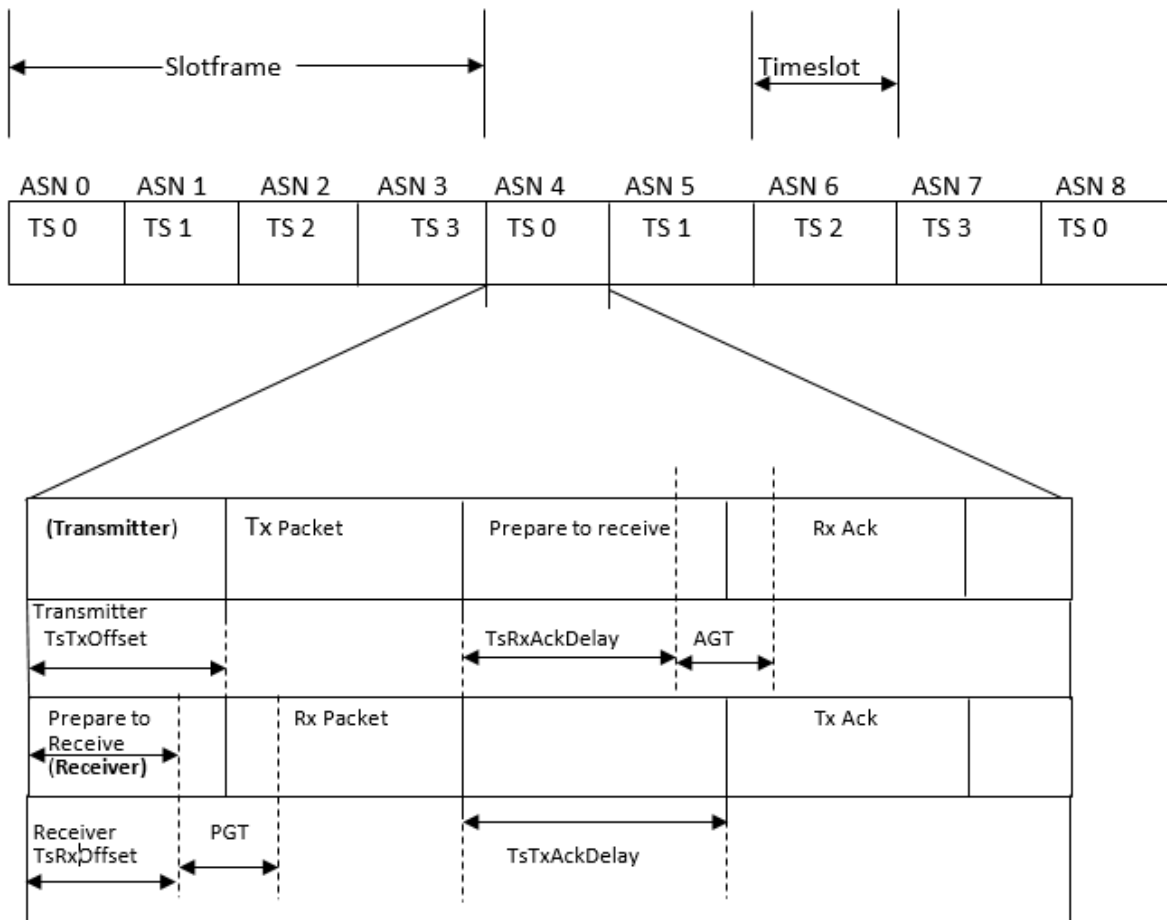 Slotframe
Timeslot
ASN 0 ASN 1 ASN 2 ASN 3 ASN 4 ASN 5 ASN 6 ASN 7 ASN 8
TS 0 TS 1 TS 2 TS 3 TS 0 TS 1 TS 2 TS 3 TS 0
(Transmitter) Tx Packet Prepare to receive Rx Ack
Transmitter
TsTxOffset TsRxAckDelay AGT
Prepare to Rx Packet Tx Ack
Receive
(Receiver)
Receiver PGT
TsRxOffset TsTxAckDelay